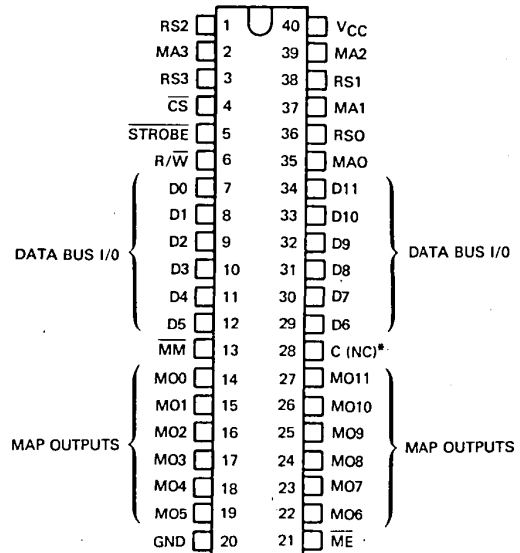 RS2 1 40 VCC
MA3 2 39 MA2
RS3 3 38 RS1
C̅S̅ 4 37 MA1
S̅T̅R̅O̅B̅E̅ 5 36 RS0
R/W̅ 6 35 MA0
D0 7 34 D11
D1 8 33 D10
D2 9 32 D9
DATA BUS I/0 DATA BUS I/0
D3 10 31 D8
D4 11 30 D7
D5 12 29 D6
M̅M̅ 13 28 C (NC)*
MO0 14 27 MO11
MO1 15 26 MO10
MO2 16 25 MO9
MAP OUTPUTS MAP OUTPUTS
MO3 17 24 MO8
MO4 18 23 MO7
MO5 19 22 MO6
GND 20 21 M̅E̅